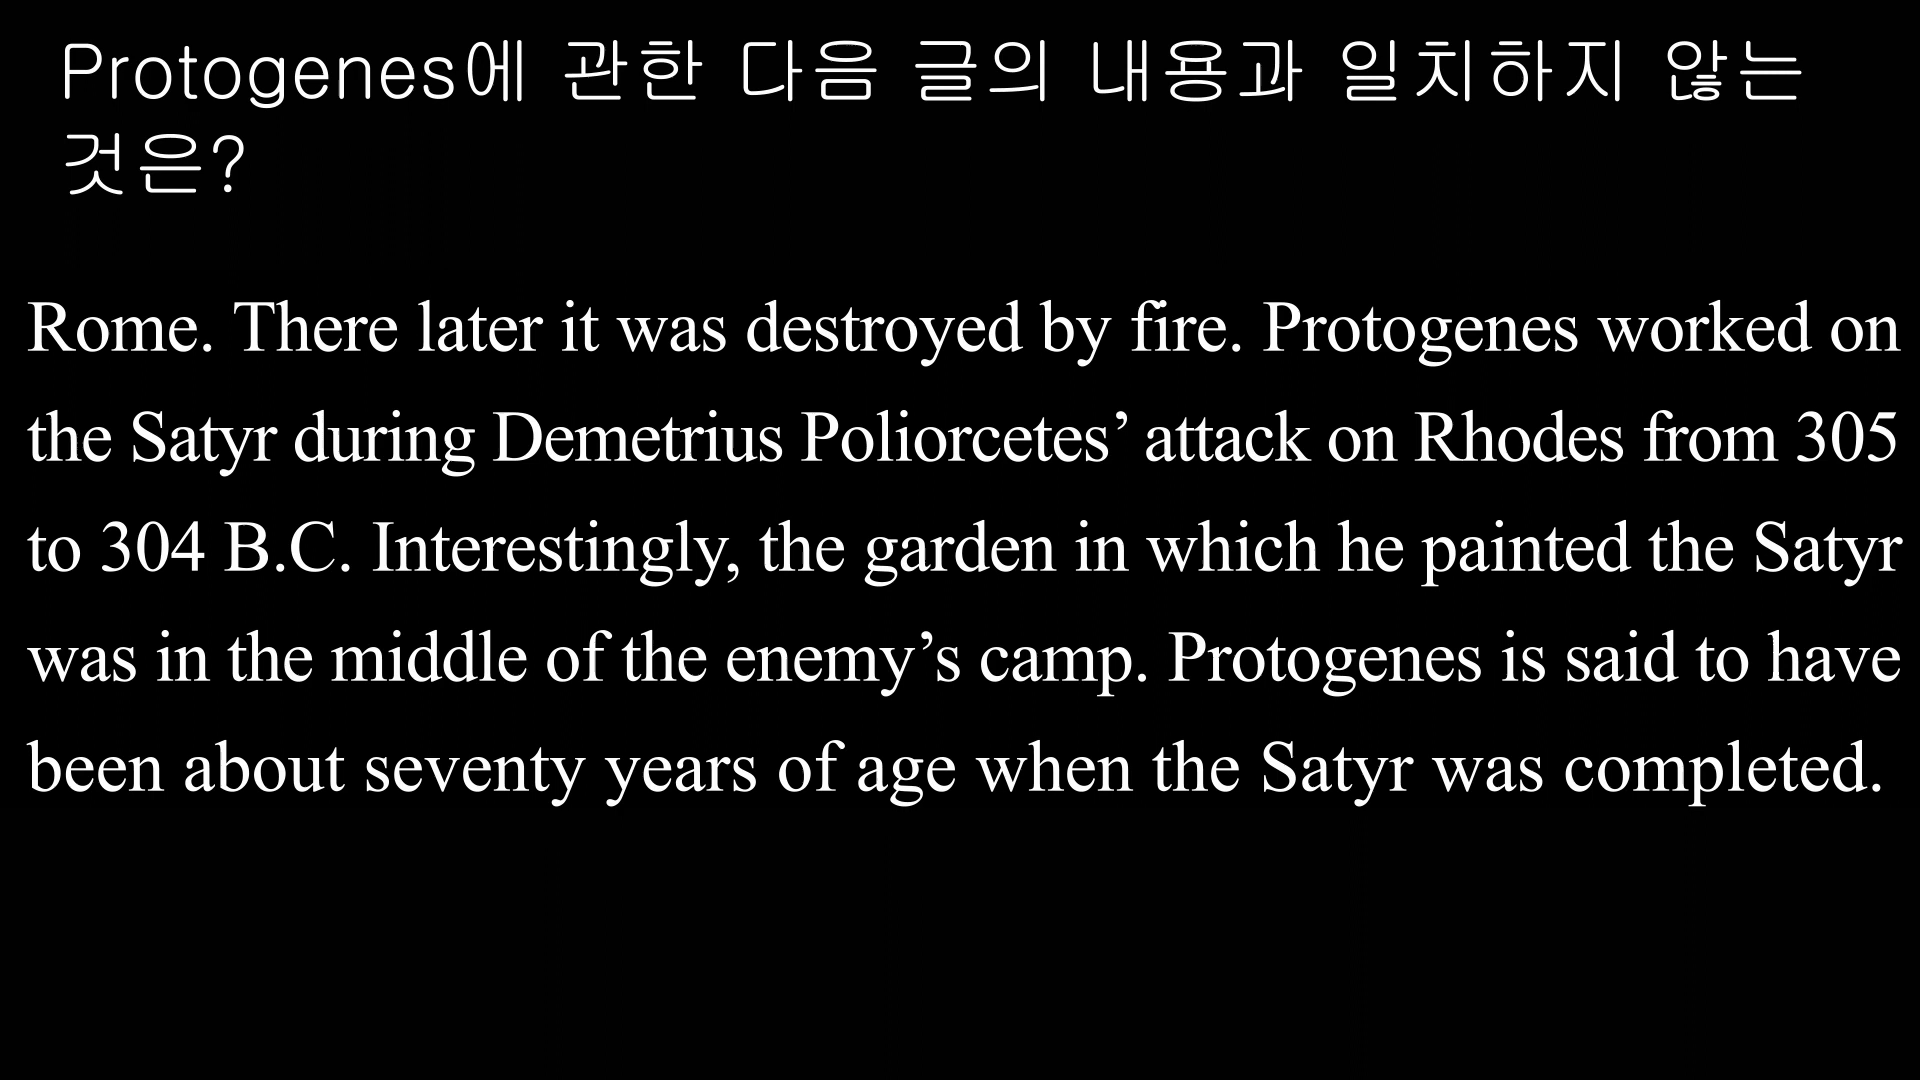 Protogenes에 관한 다음 글의 내용과 일치하지 않는
것은?
Rome. There later it was destroyed by fire. Protogenes worked on
the Satyr during Demetrius Poliorcetes’ attack on Rhodes from 305
to 304 B.C. Interestingly, the garden in which he painted the Satyr
was in the middle of the enemy’s camp. Protogenes is said to have
been about seventy years of age when the Satyr was completed.